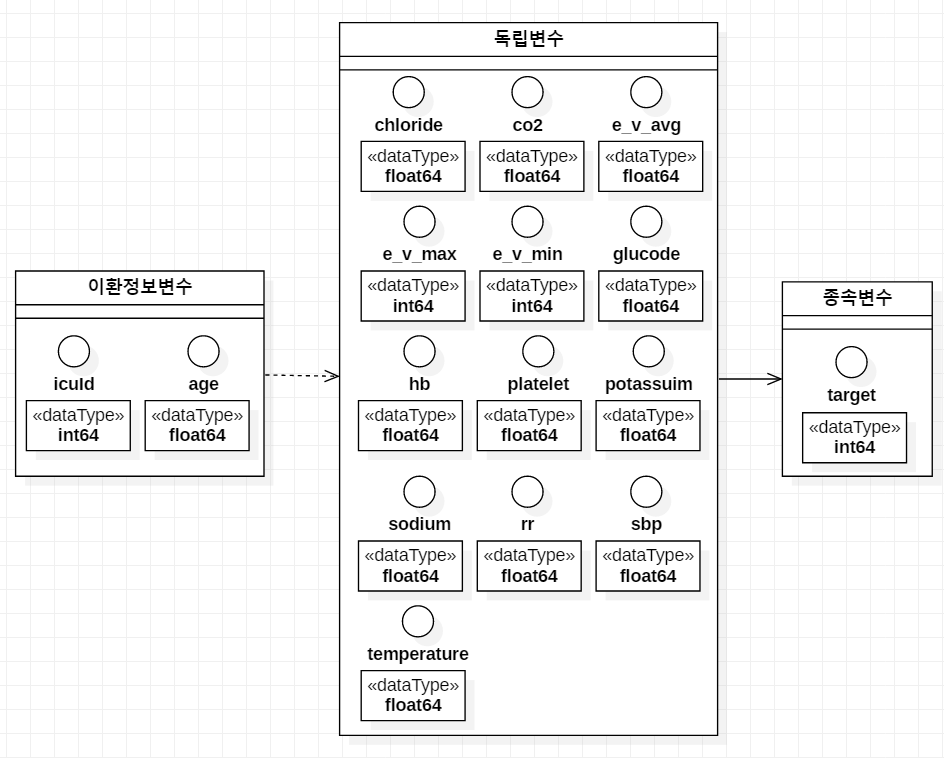 독립변수
chloride
co2
e_v_avg
«dataType»
float64
«dataType»
float64
«dataType»
float64
e_v_max
e_v_min
glucode
«dataType»
int64
«dataType»
int64
«dataType»
float64
hb
platelet
potassuim
«dataType»
float64
«dataType»
float64
«dataType»
float64
sodium
rr
sbp
«dataType»
float64
«dataType»
float64
«dataType»
float64
temperature
«dataType»
float64
이환정보변수
icuId
age
«dataType»
int64
«dataType»
float64
종속변수
target
«dataType»
int64